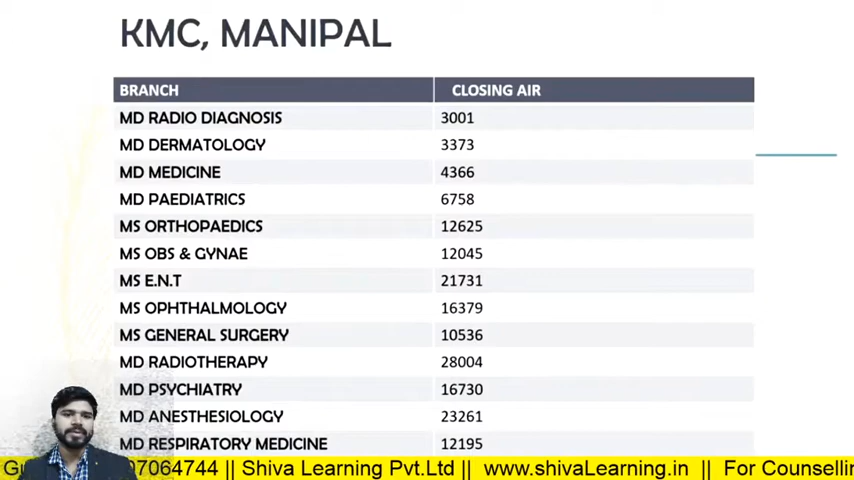 KMC, MANIPAL
BRANCH CLOSING AIR
MD RADIO DIAGNOSIS 3001
MD DERMATOLOGY 3373
MD MEDICINE 4366
MD PAEDIATRICS 6758
MS ORTHOPAEDICS 12625
MS OBS & GYNAE 12045
MS E.N.T 21731
MS OPHTHALMOLOGY 16379
MS GENERAL SURGERY 10536
MD RADIOTHERAPY 28004
MD PSYCHIATRY 16730
MD ANESTHESIOLOGY 23261
MD RESPIRATORY MEDICINE 12195
07064744 || Shiva Learning Pvt.Ltd || www.shivaLearning.in || For Counsellin